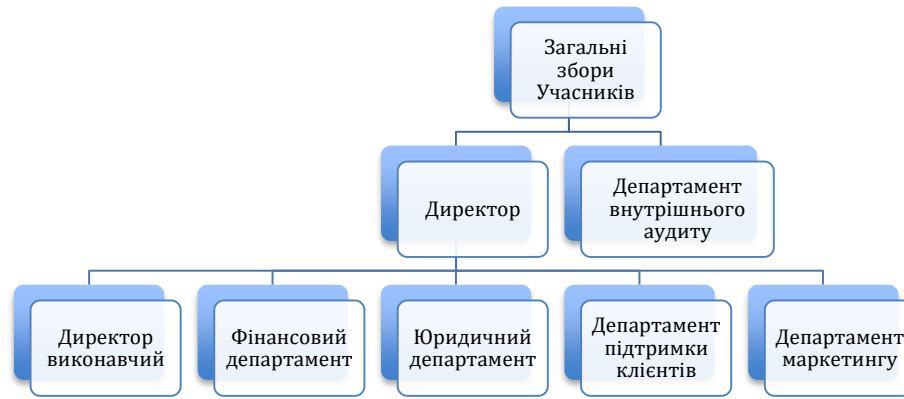 Загальні
збори
Учасників
Директор
Департамент
внутрішнього
аудиту
Директор
виконавчий
Фінансовий
департамент
Юридичний
департамент
Департамент
підтримки
клієнтів
Департамент
маркетингу